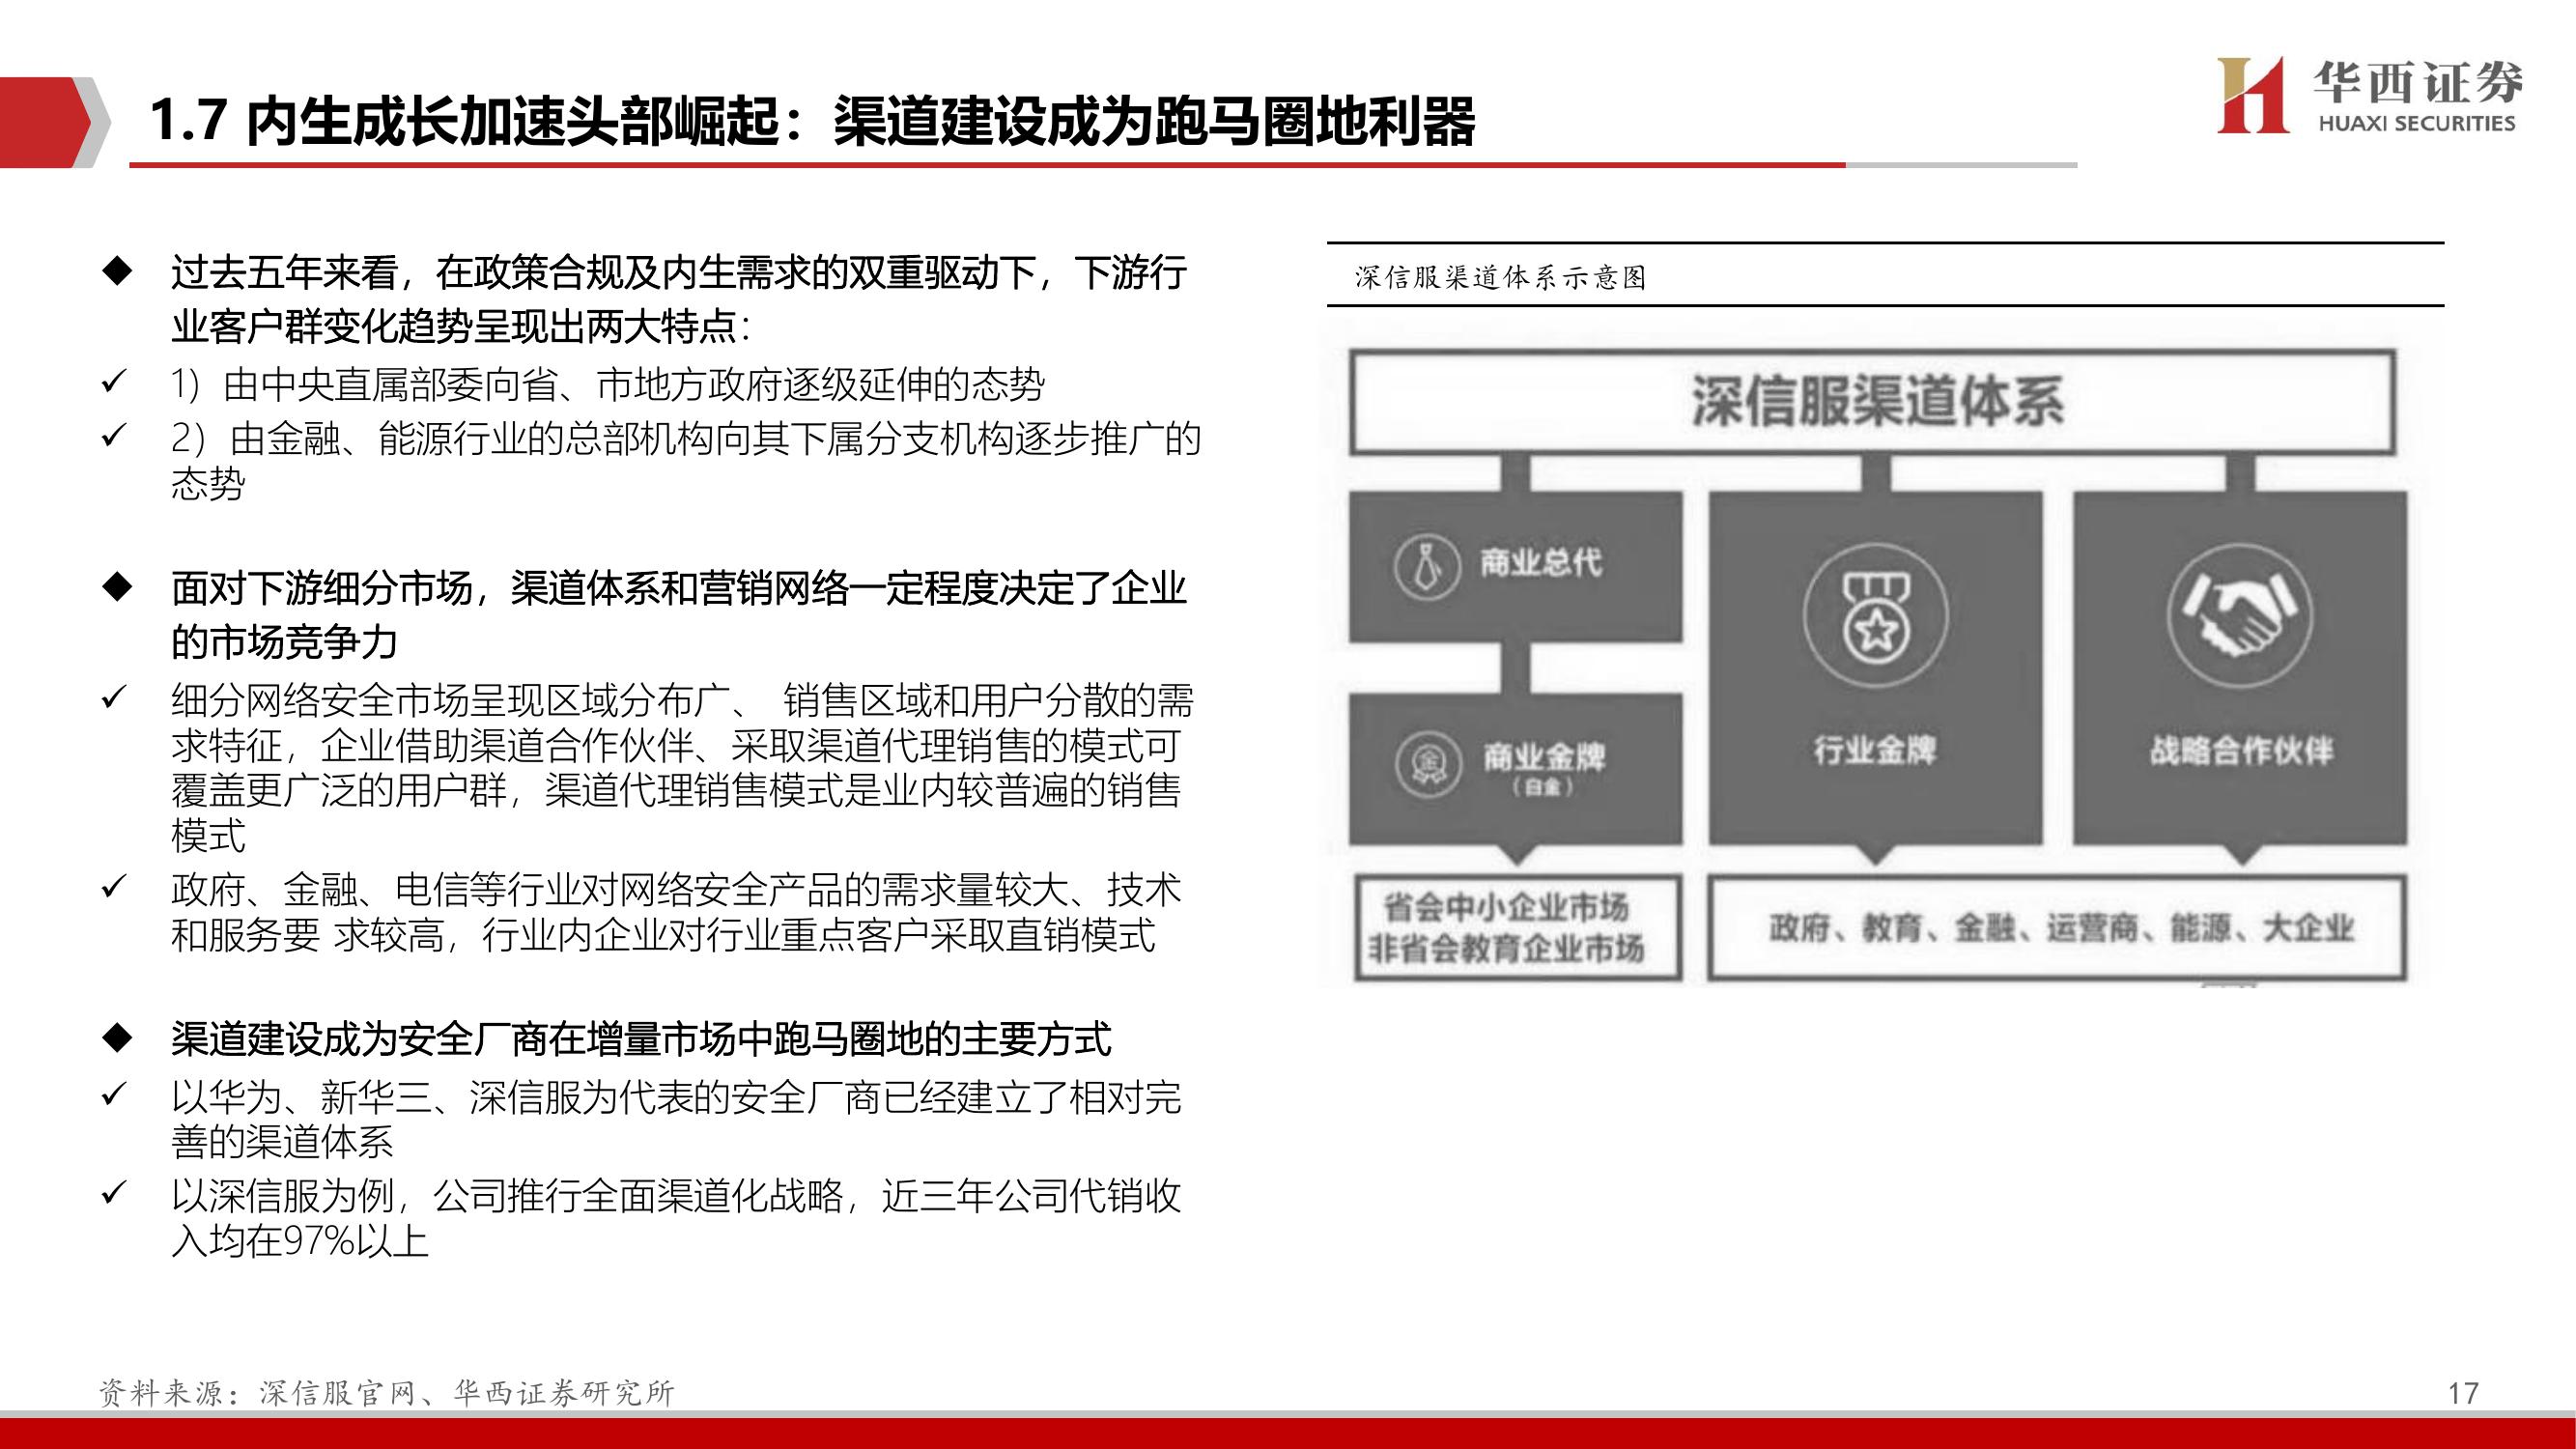 1.7 内生成长加速头部崛起：渠道建设成为跑马圈地利器
华西证券
HUAXI SECURITIES
◆ 过去五年来看，在政策合规及内生需求的双重驱动下，下游行
业客户群变化趋势呈现出两大特点：
✓ 1）由中央直属部委向省、市地方政府逐级延伸的态势
✓ 2）由金融、能源行业的总部机构向其下属分支机构逐步推广的
态势
◆ 面对下游细分市场，渠道体系和营销网络一定程度决定了企业
的市场竞争力
✓ 细分网络安全市场呈现区域分布广、 销售区域和用户分散的需
求特征，企业借助渠道合作伙伴、采取渠道代理销售的模式可
覆盖更广泛的用户群，渠道代理销售模式是业内较普遍的销售
模式
✓ 政府、金融、电信等行业对网络安全产品的需求量较大、技术
和服务要 求较高，行业内企业对行业重点客户采取直销模式
◆ 渠道建设成为安全厂商在增量市场中跑马圈地的主要方式
✓ 以华为、新华三、深信服为代表的安全厂商已经建立了相对完
善的渠道体系
✓ 以深信服为例，公司推行全面渠道化战略，近三年公司代销收
入均在97%以上
深信服渠道体系示意图
深信服渠道体系
商业总代
金
商业金牌
（白金）
行业金牌
战略合作伙伴
省会中小企业市场
非省会教育企业市场
政府、教育、金融、运营商、能源、大企业
资料来源：深信服官网、华西证券研究所
17